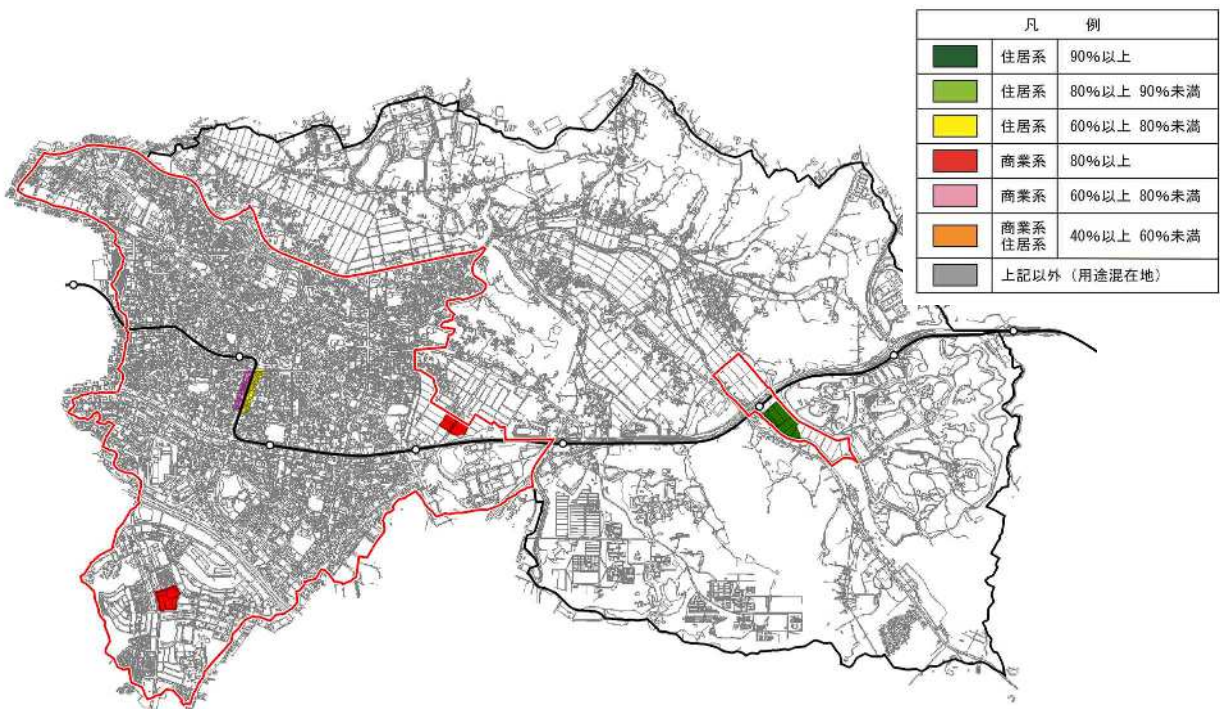 凡 例
住居系 90%以上
住居系 80%以上 90%未満
住居系 60%以上 80%未満
商業系 80%以上
商業系 60%以上 80%未満
商業系
住居系 40%以上 60%未満
上記以外（用途混在地）